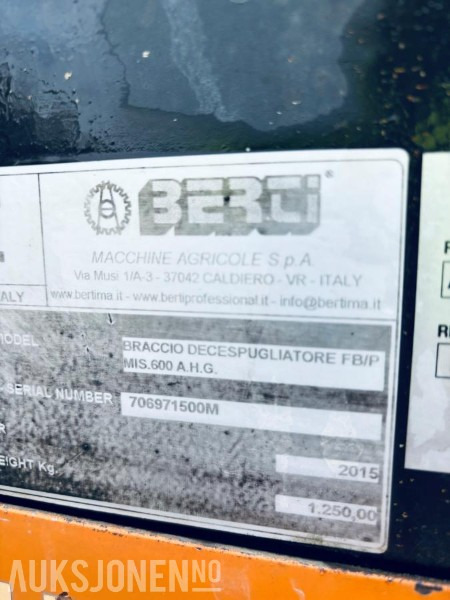 BERTI®
MACCHINE AGRICOLE S.p.A.
Via Musi 1/A-3 - 37042 CALDIERO - VR - ITALY
www.bertima.it - www.bertiprofessional.it - info@bertima.it
ALY
MODEL
BRACCIO DECESPUGLIATORE FB/P
MIS.600 A.H.G.
SERIAL NUMBER
706971500M
R
2015
EIGHT Kg.
1.250,00
AUKSJONEN.NO